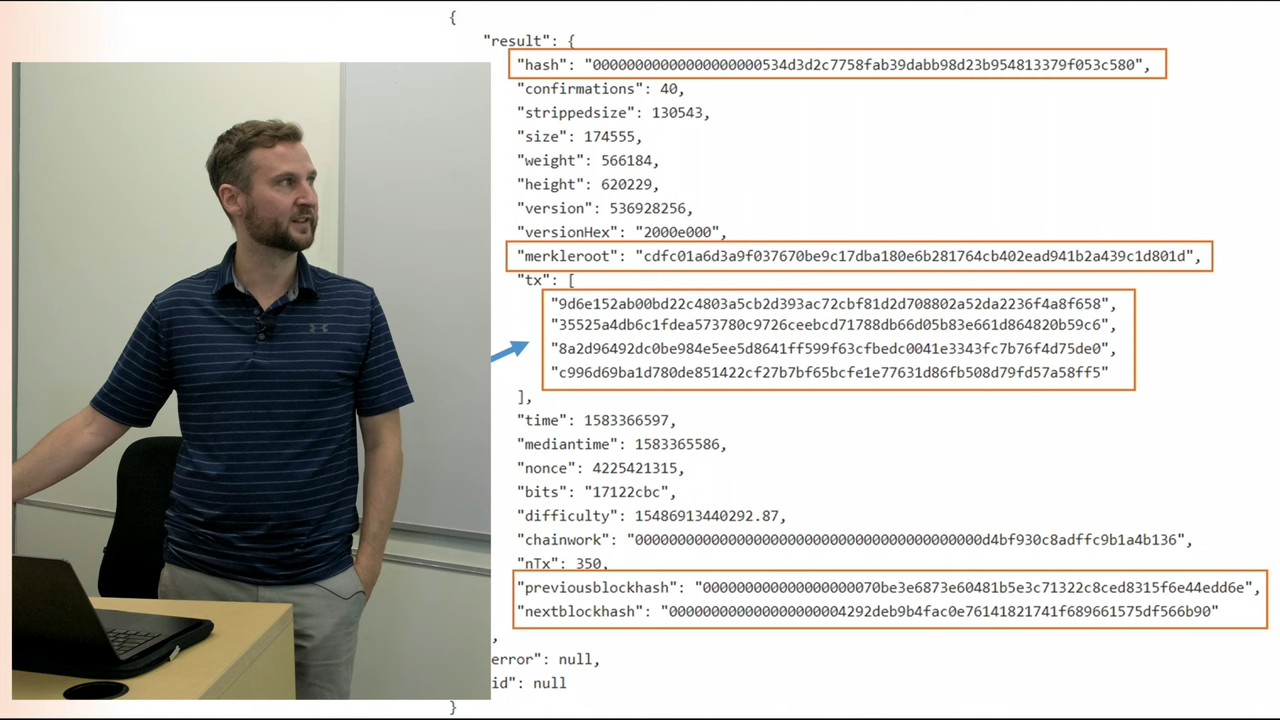 {
"result": {
"hash": "00000000000000000000534d3d2c7758fab39dabb98d23b954813379f053c580",
"confirmations": 40,
"strippedsize": 130543,
"size": 174555,
"weight": 566184,
"height": 620229,
"version": 536928256,
"versionHex": "2000e000",
"merkleroot": "cdfc01a6d3a9f037670be9c17dba180e6b281764cb402ead941b2a439c1d801d",
"tx": [
"9d6e152ab00bd22c4803a5cb2d393ac72cbf81d2d708802a52da2236f4a8f658",
"35525a4db6c1fdea573780c9726ceebcd71788db66d05b83e661d864820b59c6",
"8a2d96492dc0be984e5ee5d8641ff599f63cfbedc0041e3343fc7b76f4d75de0",
"c996d69ba1d780de851422cf27b7bf65bcfe1e77631d86fb508d79fd57a58ff5"
],
"time": 1583366597,
"mediantime": 1583365586,
"nonce": 4225421315,
"bits": "17122cbc",
"difficulty": 15486913440292.87,
"chainwork": "00000000000000000000000000000000000000000d4bf930c8adffc9b1a4b136",
"nTx": 350,
"previousblockhash": "0000000000000000000070be3e6873e60481b5e3c71322c8ced8315f6e44edd6e",
"nextblockhash": "00000000000000000004292deb9b4fac0e76141821741f689661575df566b90"
,
error": null,
id": null
}